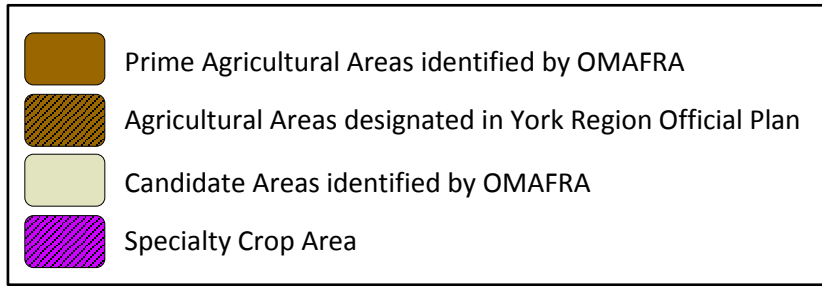 Prime Agricultural Areas identified by OMAFRA
Agricultural Areas designated in York Region Official Plan
Candidate Areas identified by OMAFRA
Specialty Crop Area